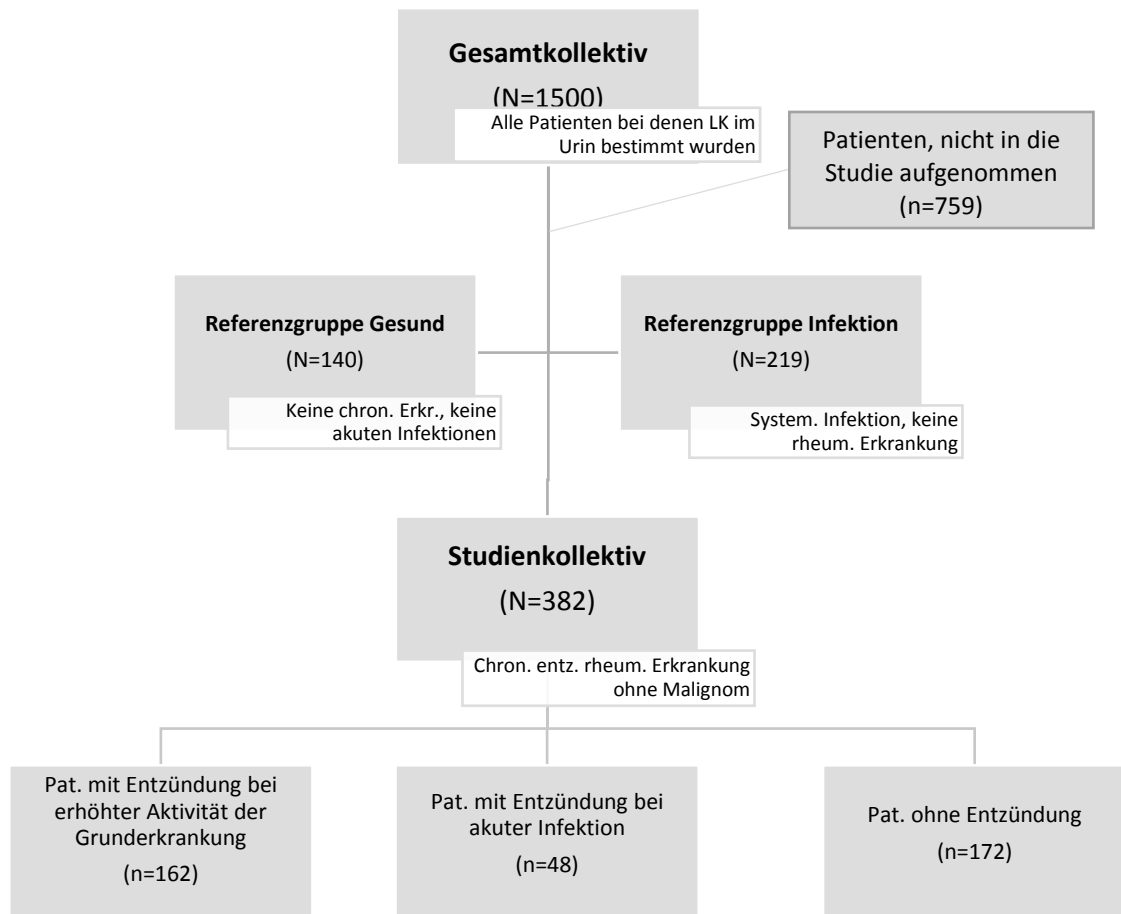 Gesamtkollektiv
(N=1500)
Alle Patienten bei denen LK im
Urin bestimmt wurden
Patienten, nicht in die
Studie aufgenommen
(n=759)
Referenzgruppe Gesund
(N=140)
Keine chron. Erkr., keine
akuten Infektionen
Referenzgruppe Infektion
(N=219)
System. Infektion, keine
rheum. Erkrankung
Studienkollektiv
(N=382)
Chron. entz. rheum. Erkrankung
ohne Malignom
Pat. mit Entzündung bei
erhöhter Aktivität der
Grunderkrankung
(n=162)
Pat. mit Entzündung bei
akuter Infektion
(n=48)
Pat. ohne Entzündung
(n=172)